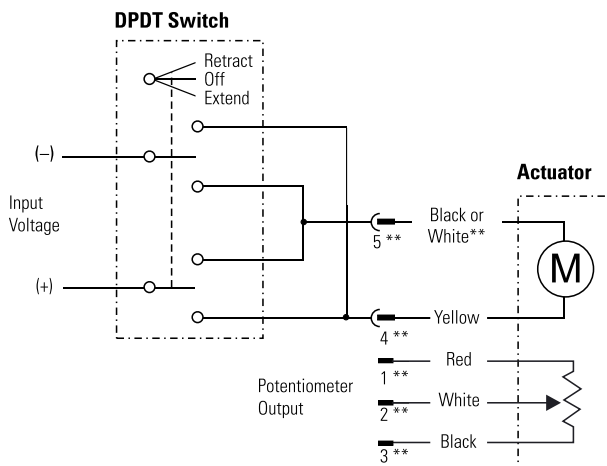 DPDT Switch
Retract
Off
Extend
(–)
Input
Voltage
(+)
Actuator
Black or
White**
5 **
M
Yellow
4 **
Red
1 **
Potentiometer
Output
White
2 **
Black
3 **